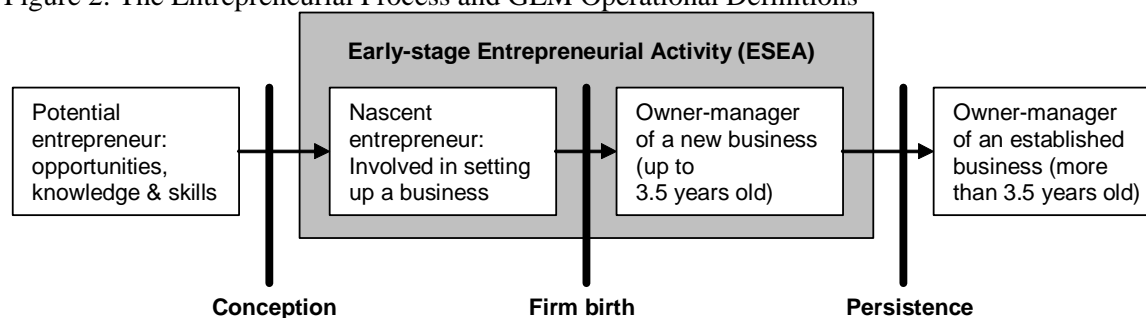 Figure 2: The Entrepreneurial Process and GEM Operational Definitions
Early-stage Entrepreneurial Activity (ESEA)
Potential
entrepreneur:
opportunities,
knowledge & skills
Nascent
entrepreneur:
Involved in setting
up a business
Owner-manager
of a new business
(up to
3.5 years old)
Owner-manager
of an established
business (more
than 3.5 years old)
Conception
Firm birth
Persistence